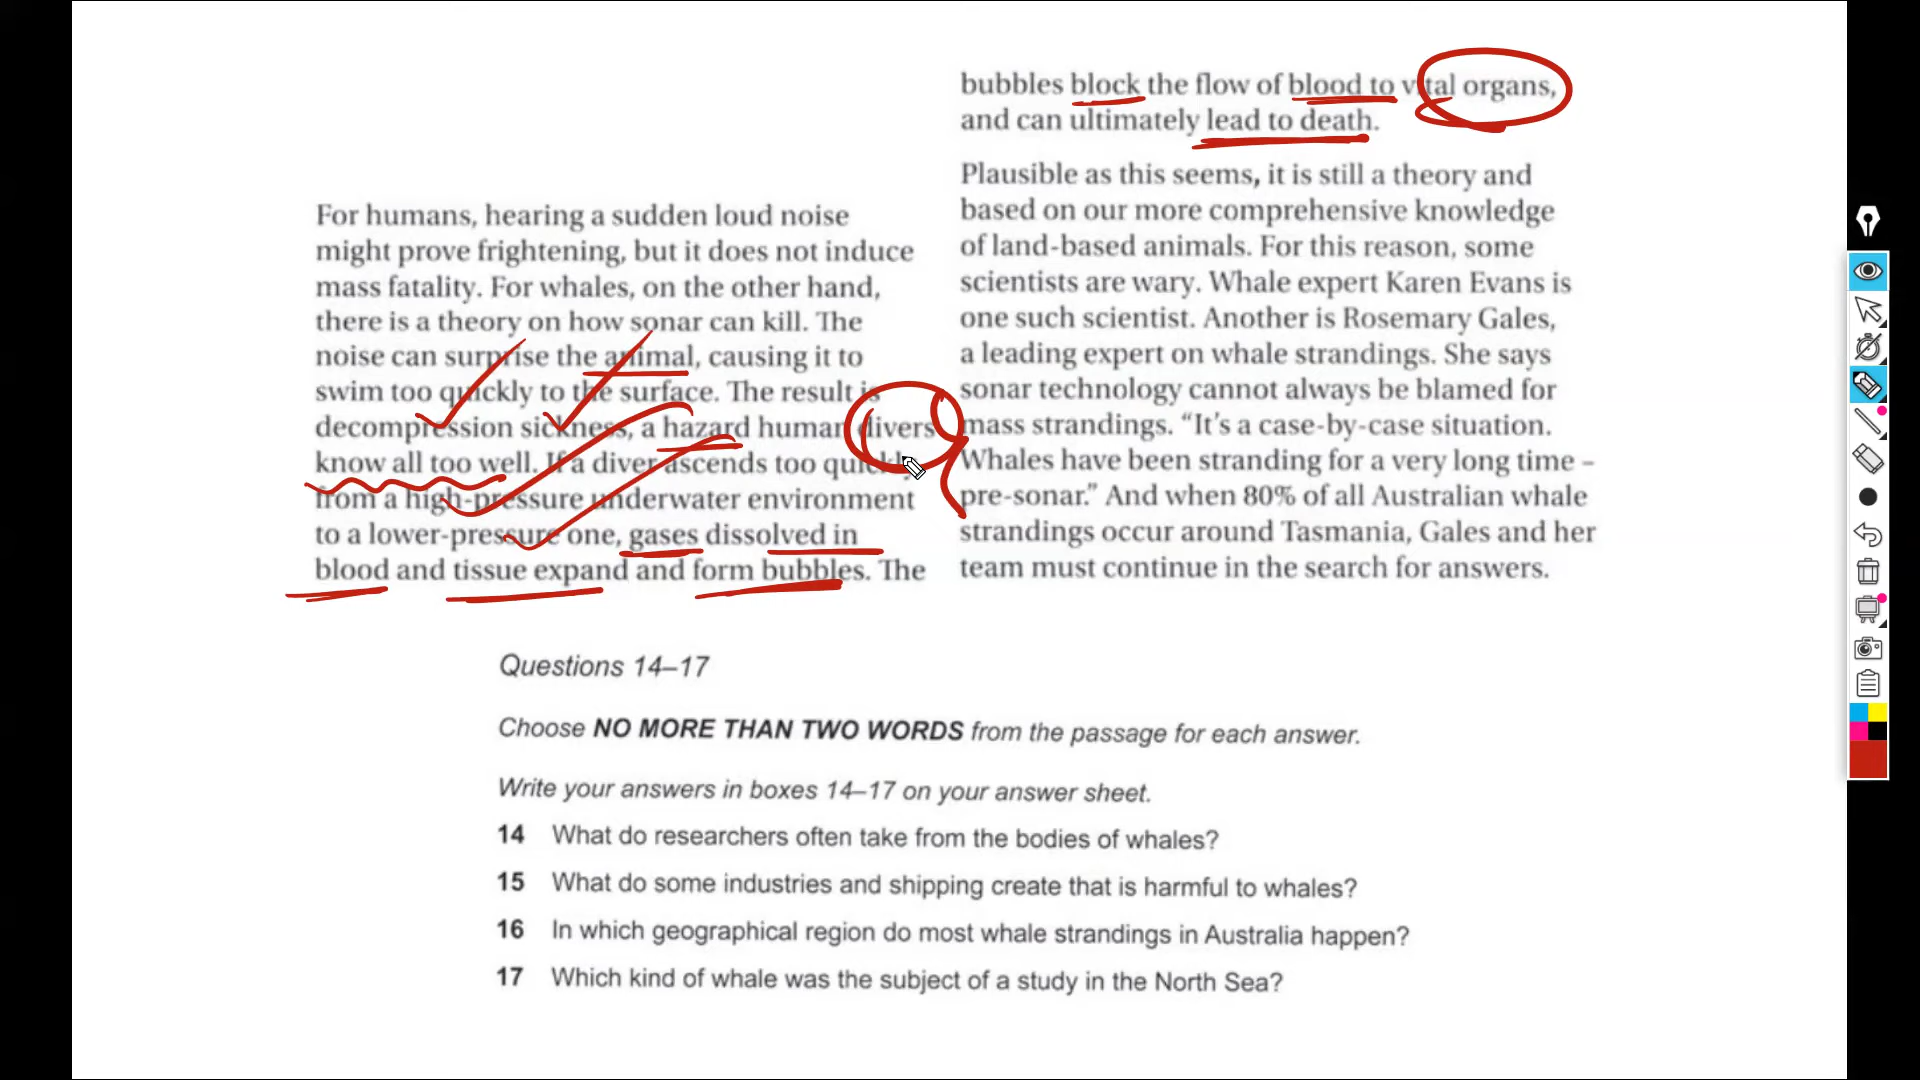 For humans, hearing a sudden loud noise
might prove frightening, but it does not induce
mass fatality. For whales, on the other hand,
there is a theory on how sonar can kill. The
noise can surprise the animal, causing it to
swim too quickly to the surface. The result is
decompression sickness, a hazard human divers
know all too well. If a diver ascends too quickly
from a high-pressure underwater environment
to a lower-pressure one, gases dissolved in
blood and tissue expand and form bubbles. The
bubbles block the flow of blood to vital organs,
and can ultimately lead to death.
Plausible as this seems, it is still a theory and
based on our more comprehensive knowledge
of land-based animals. For this reason, some
scientists are wary. Whale expert Karen Evans is
one such scientist. Another is Rosemary Gales,
a leading expert on whale strandings. She says
sonar technology cannot always be blamed for
mass strandings. “It’s a case-by-case situation.
Whales have been stranding for a very long time –
pre-sonar.” And when 80% of all Australian whale
strandings occur around Tasmania, Gales and her
team must continue in the search for answers.
Questions 14–17
Choose NO MORE THAN TWO WORDS from the passage for each answer.
Write your answers in boxes 14–17 on your answer sheet.
14 What do researchers often take from the bodies of whales?
15 What do some industries and shipping create that is harmful to whales?
16 In which geographical region do most whale strandings in Australia happen?
17 Which kind of whale was the subject of a study in the North Sea?